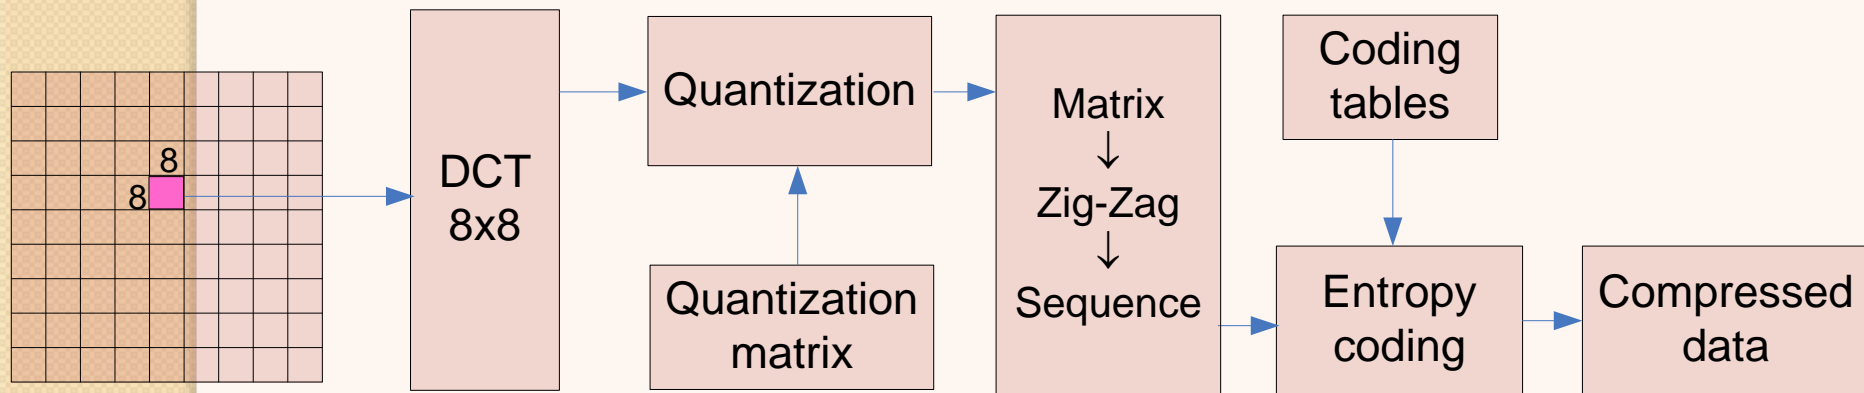 8
8
DCT
8x8
Quantization
Quantization
matrix
Matrix
↓
Zig-Zag
↓
Sequence
Coding
tables
Entropy
coding
Compressed
data